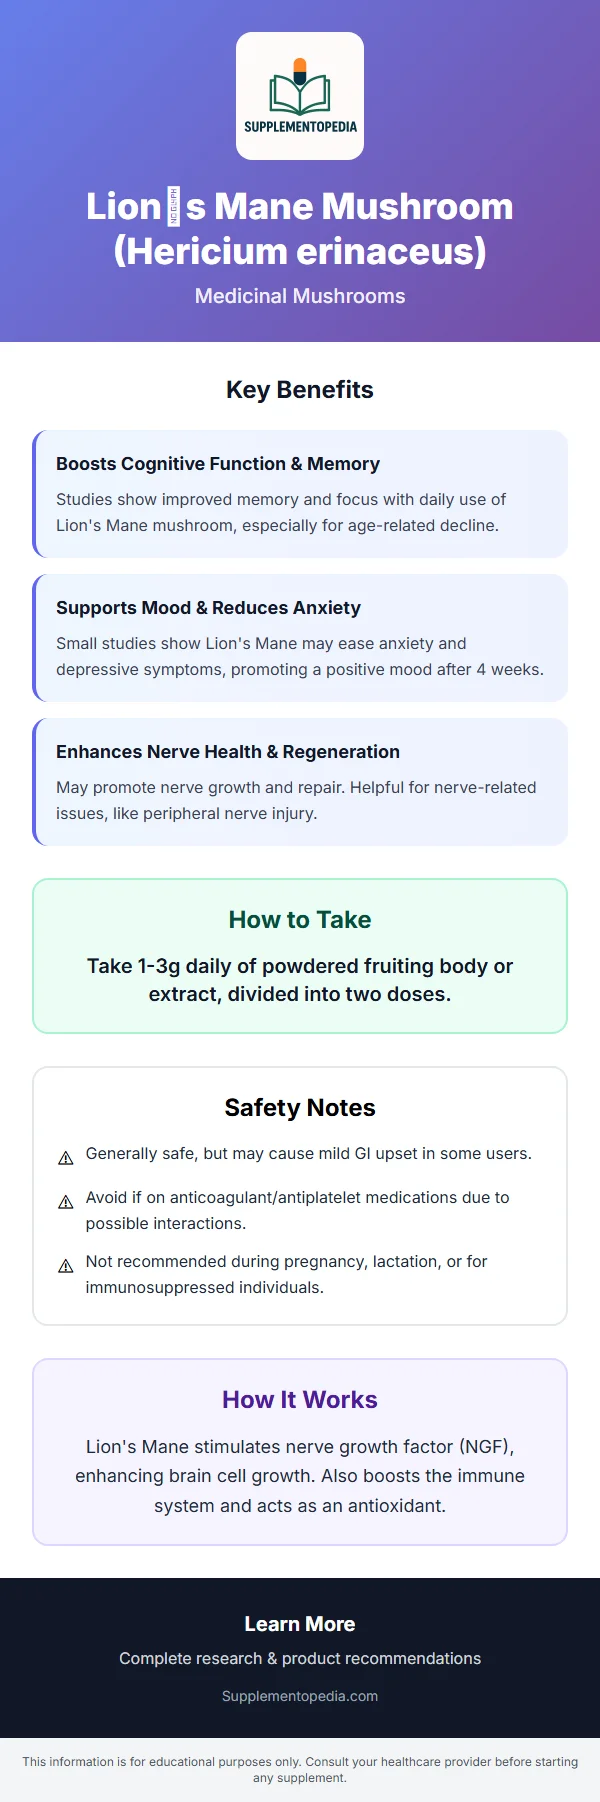 SUPPLEMENTOPEDIA
Lion□s Mane Mushroom
(Hericium erinaceus)
Medicinal Mushrooms
Key Benefits
Boosts Cognitive Function & Memory
Studies show improved memory and focus with daily use of
Lion's Mane mushroom, especially for age-related decline.
Supports Mood & Reduces Anxiety
Small studies show Lion's Mane may ease anxiety and
depressive symptoms, promoting a positive mood after 4 weeks.
Enhances Nerve Health & Regeneration
May promote nerve growth and repair. Helpful for nerve-related
issues, like peripheral nerve injury.
How to Take
Take 1-3g daily of powdered fruiting body or
extract, divided into two doses.
Safety Notes
⚠ Generally safe, but may cause mild GI upset in some users.
⚠ Avoid if on anticoagulant/antiplatelet medications due to
possible interactions.
⚠ Not recommended during pregnancy, lactation, or for
immunosuppressed individuals.
How It Works
Lion's Mane stimulates nerve growth factor (NGF),
enhancing brain cell growth. Also boosts the immune
system and acts as an antioxidant.
Learn More
Complete research & product recommendations
Supplementopedia.com
This information is for educational purposes only. Consult your healthcare provider before starting
any supplement.